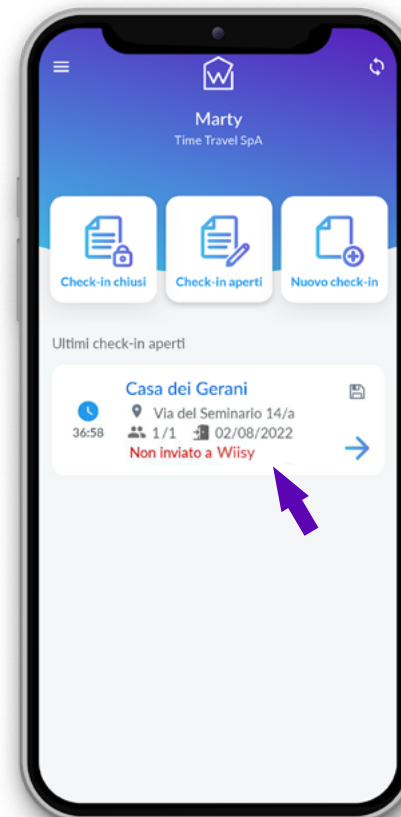 Marty
Time Travel SpA
Check-in chiusi
Check-in aperti
Nuovo check-in
Ultimi check-in aperti
Casa dei Gerani
Via del Seminario 14/a
36:58
1/1 02/08/2022
Non inviato a Wiisy